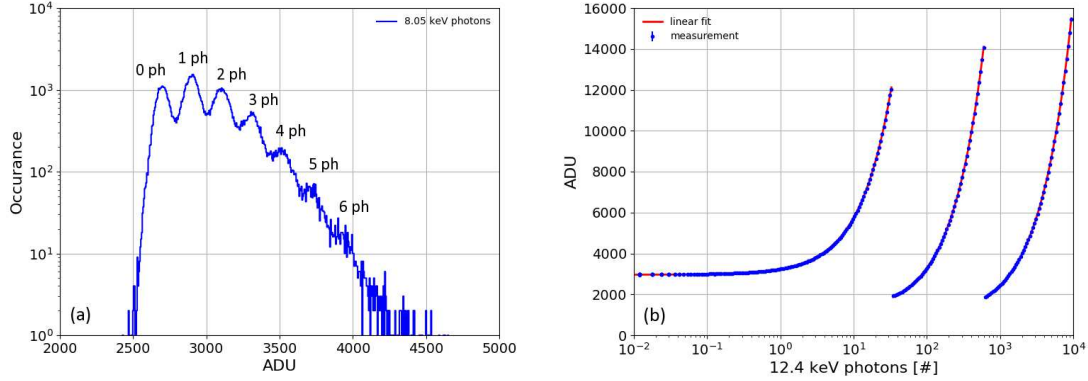 8.05 keV photons
0 ph
1 ph
2 ph
3 ph
4 ph
5 ph
6 ph
(a)
Occurance
10⁴
10³
10²
10¹
10⁰
2000 2500 3000 3500 4000 4500 5000
ADU
linear fit
measurement
(b)
ADU
16000
14000
12000
10000
8000
6000
4000
2000
0
10⁻² 10⁻¹ 10⁰ 10¹ 10² 10³ 10⁴
12.4 keV photons [#]